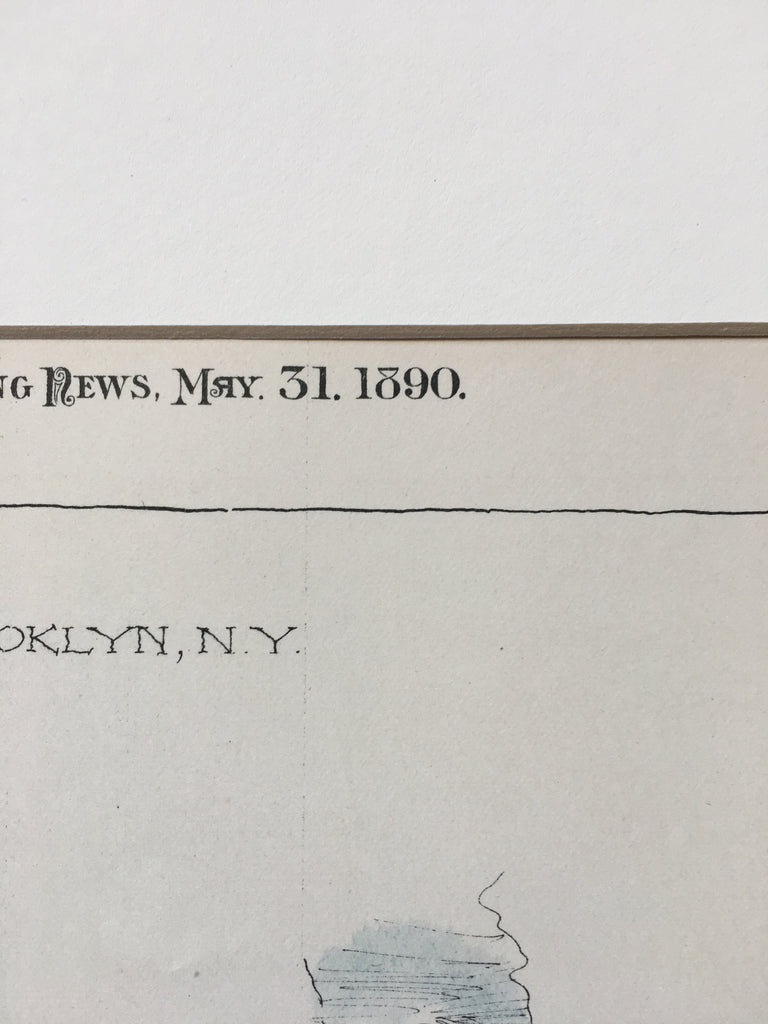 NG NEWS, MAY. 31. 1890.
OKLYN, N.Y.